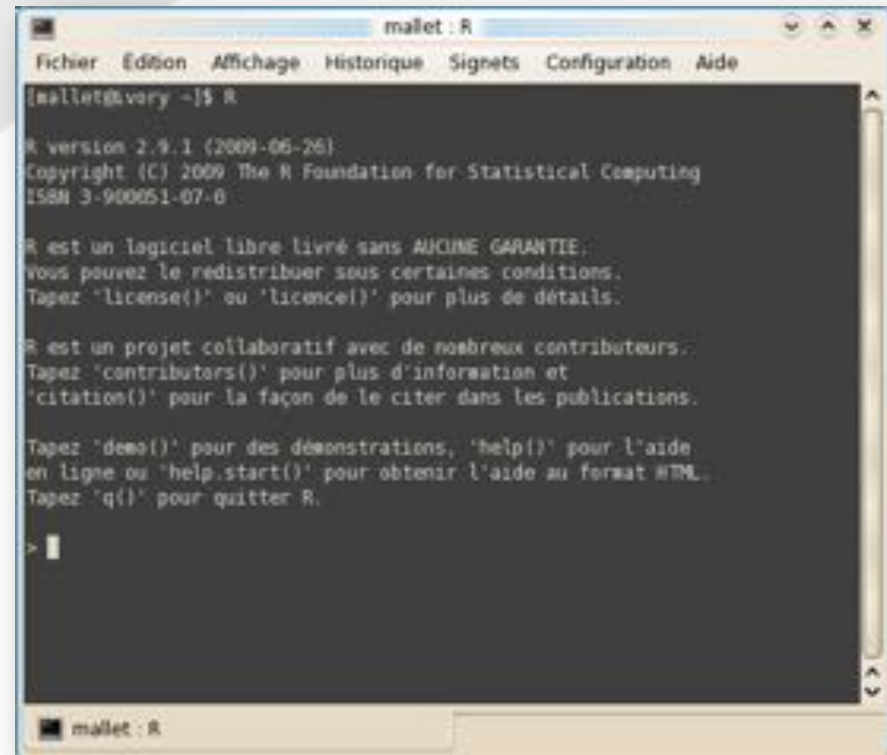 mallet : R
Fichier Édition Affichage Historique Signets Configuration Aide
[mallet@ivory ~]$ R
R version 2.9.1 (2009-06-26)
Copyright (C) 2009 The R Foundation for Statistical Computing
ISBN 3-900051-07-0
R est un logiciel libre livré sans AUCUNE GARANTIE.
Vous pouvez le redistribuer sous certaines conditions.
Tapez 'license()' ou 'licence()' pour plus de détails.
R est un projet collaboratif avec de nombreux contributeurs.
Tapez 'contributors()' pour plus d'information et
'citation()' pour la façon de le citer dans les publications.
Tapez 'demo()' pour des démonstrations, 'help()' pour l'aide
en ligne ou 'help.start()' pour obtenir l'aide au format HTML.
Tapez 'q()' pour quitter R.
>
mallet : R